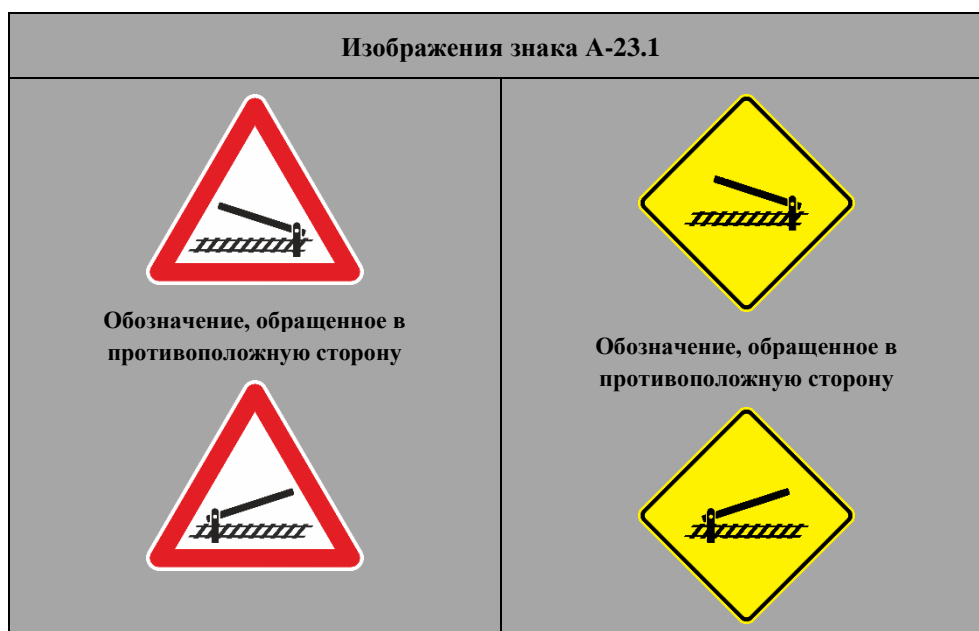 Изображения знака А-23.1
Обозначение, обращенное в
противоположную сторону
Обозначение, обращенное в
противоположную сторону